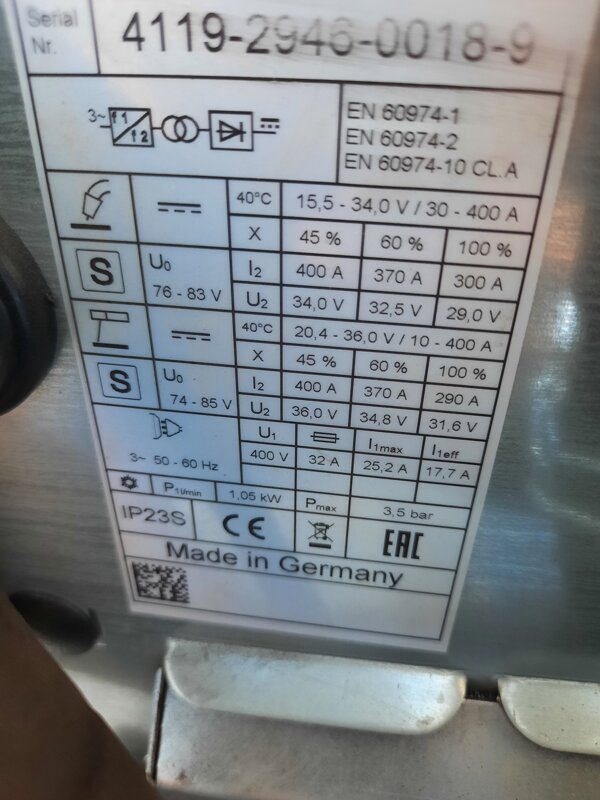 Serial
Nr.
4119-2946-0018-9
3~ f1 f2
EN 60974-1
EN 60974-2
EN 60974-10 CL.A
40°C 15,5 - 34,0 V / 30 - 400 A
X 45 % 60 % 100 %
S U0 76 - 83 V
I2 400 A 370 A 300 A
U2 34,0 V 32,5 V 29,0 V
40°C 20,4 - 36,0 V / 10 - 400 A
X 45 % 60 % 100 %
S U0 74 - 85 V
I2 400 A 370 A 290 A
U2 36,0 V 34,8 V 31,6 V
3~ 50 - 60 Hz
U1 I1max I1eff
400 V 32 A 25,2 A 17,7 A
P1l/min 1,05 kW Pmax 3,5 bar
IP23S CE EAC
Made in Germany